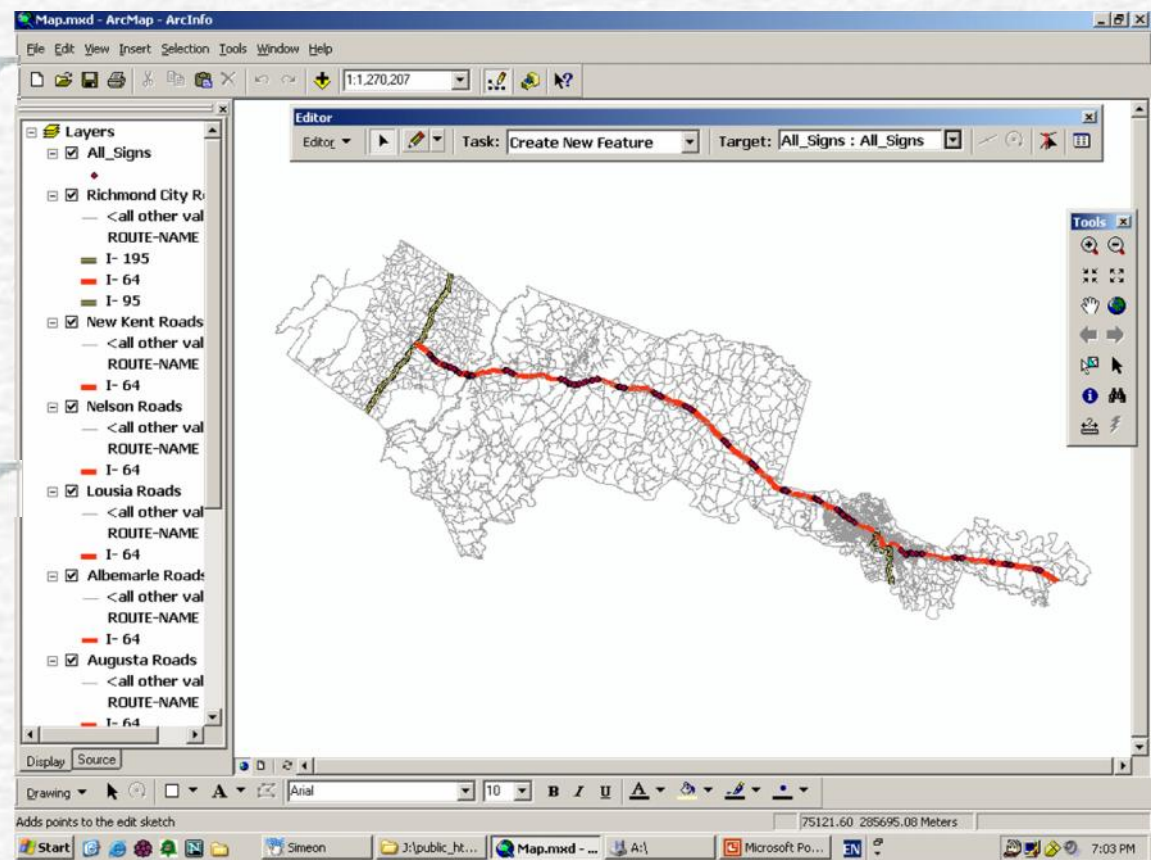 Map.mxd - ArcMap - ArcInfo
File Edit View Insert Selection Tools Window Help
1:1,270,207
Editor
Editor Task: Create New Feature Target: All_Signs : All_Signs
Tools
Layers
All_Signs
Richmond City R
<all other val
ROUTE-NAME
I- 195
I- 64
I- 95
New Kent Roads
<all other val
ROUTE-NAME
I- 64
Nelson Roads
<all other val
ROUTE-NAME
I- 64
Lousia Roads
<all other val
ROUTE-NAME
I- 64
Albemarle Roads
<all other val
ROUTE-NAME
I- 64
Augusta Roads
<all other val
ROUTE-NAME
I- 64
Display Source
Drawing A Arial 10 B I U A
Adds points to the edit sketch 75121.60 285695.08 Meters
Start Simeon J:\public_ht... Map.mxd - ... A:\ Microsoft Po... EN 7:03 PM